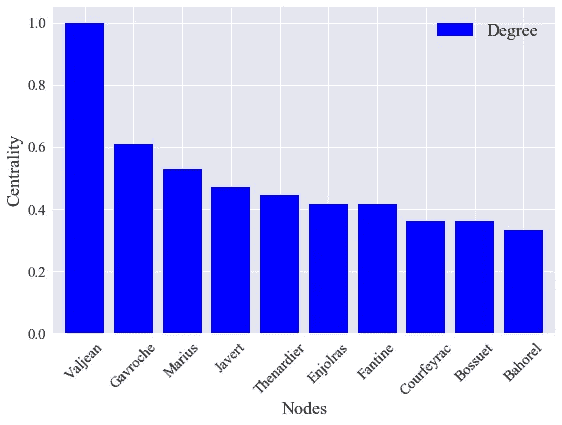 Degree
1.0
0.8
0.6
0.4
0.2
0.0
Centrality
Valjean
Gavroche
Marius
Javert
Thenardier
Enjolras
Fantine
Courfeyrac
Bossuet
Bahorel
Nodes